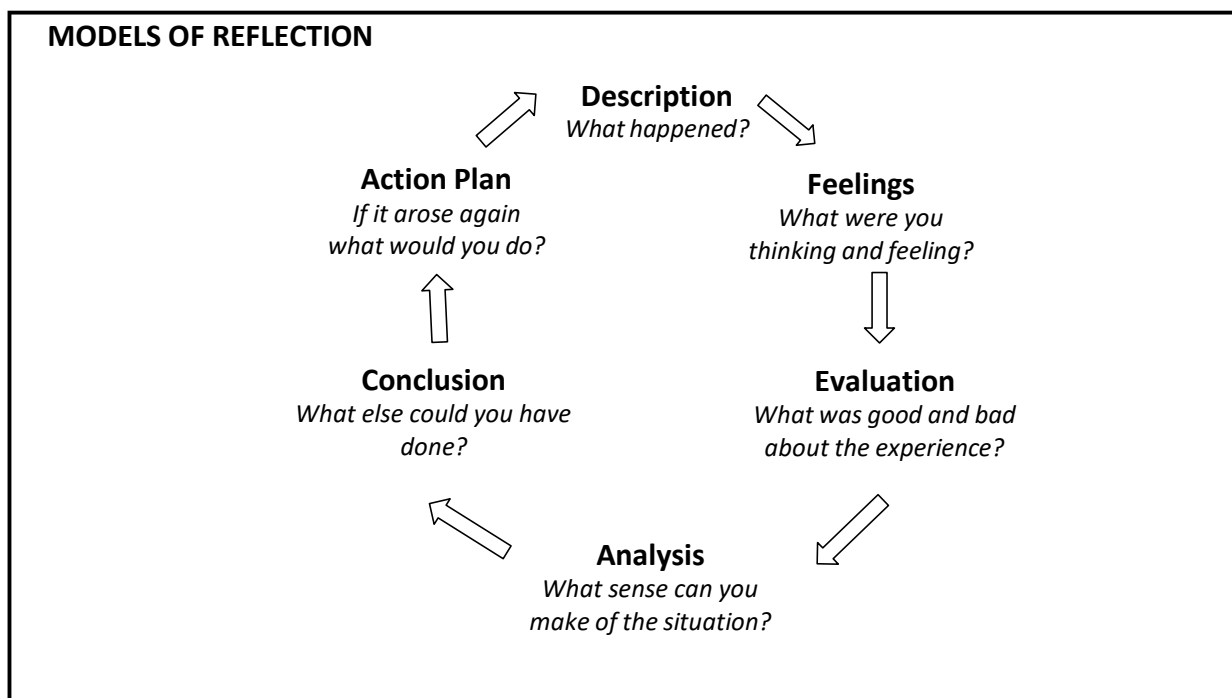 MODELS OF REFLECTION
Description
What happened?
Feelings
What were you
thinking and feeling?
Evaluation
What was good and bad
about the experience?
Analysis
What sense can you
make of the situation?
Conclusion
What else could you have
done?
Action Plan
If it arose again
what would you do?